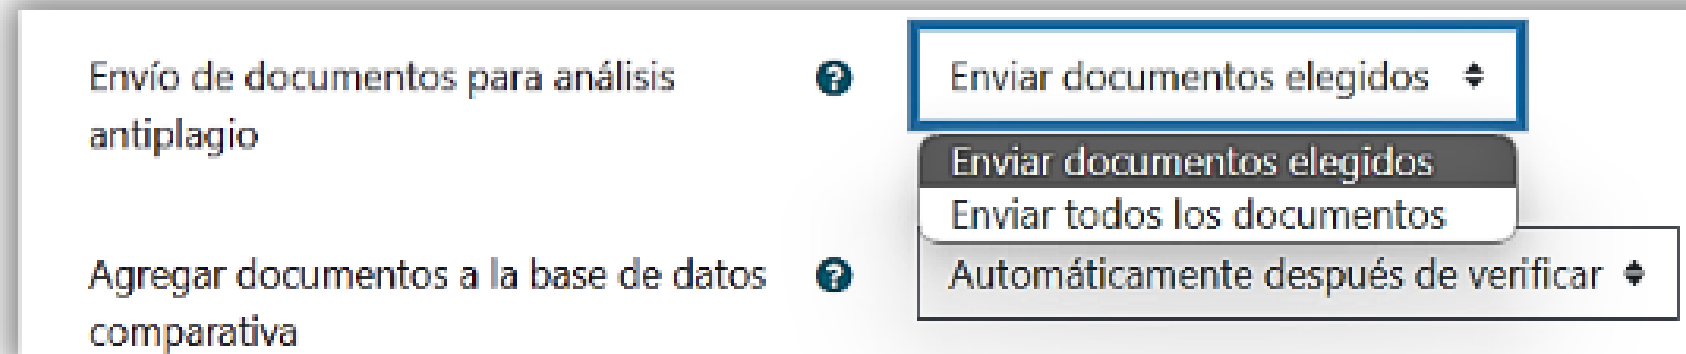 Envío de documentos para análisis
antiplagio
Enviar documentos elegidos
Enviar documentos elegidos
Enviar todos los documentos
Agregar documentos a la base de datos
comparativa
Automáticamente después de verificar